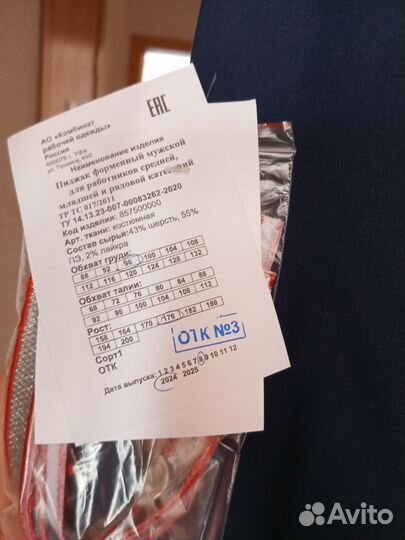 ЕАС
АО «Комбинат
рабочей одежды»
Россия
450078 г. Уфа
ул. Пушкина, 45/2
Наименование изделия
Пиджак форменный мужской
для работников средней,
младшей и рядовой категорий
ТР ТС 017/2011
ТУ 14.13.23-007-00083262-2020
Код изделия: 857500000
Арт. ткани: костюмная
Состав сырья:43% шерсть, 55%
ПЭ, 2% лайкра
Обхват груди:
88 92 96 100 104 108
112 116 120 124 128 132
Обхват талии:
68 72 76 80 84 88
92 96 100 104 108 112
Рост:
158 164 170 176 182 188
194 200
Сорт1
ОТК
ОТК №3
Дата выпуска: 1 2 3 4 5 6 7 8 9 10 11 12
2024 2025
Avito